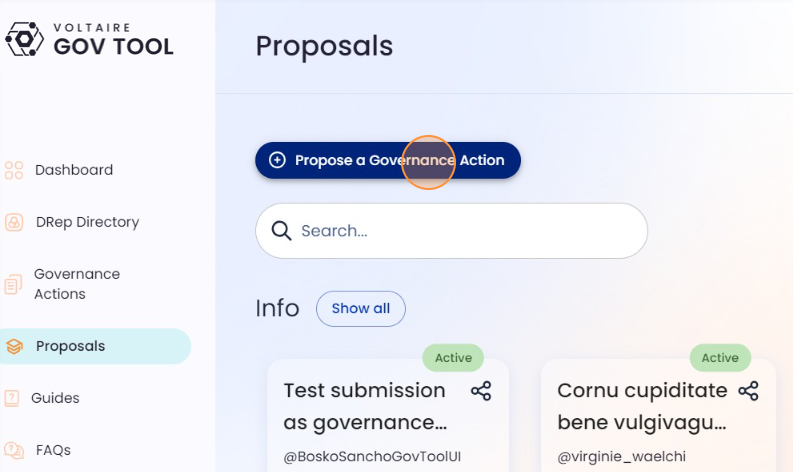 VOLTAIRE
GOV TOOL
Proposals
Dashboard
DRep Directory
Governance
Actions
Proposals
Guides
FAQs
Propose a Governance Action
Search...
Info
Show all
Active
Test submission
as governance...
@BoskoSanchoGovToolUI
Active
Cornu cupiditate
bene vulgivagu...
@virginie_waelchi